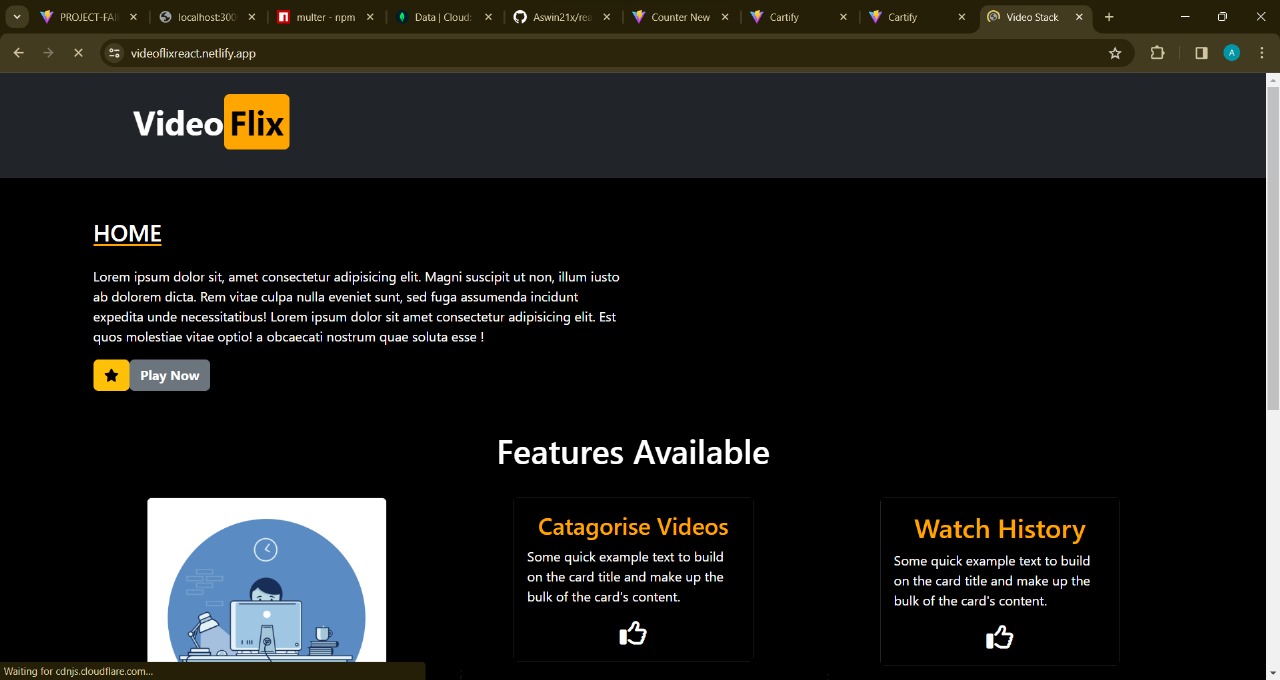 PROJECT-FAI
localhost:300
multer - npm
Data | Cloud:
Aswin21x/rea
Counter New
Cartify
Cartify
Video Stack
videoflixreact.netlify.app
A
Video Flix
HOME
Lorem ipsum dolor sit, amet consectetur adipisicing elit. Magni suscipit ut non, illum iusto
ab dolorem dicta. Rem vitae culpa nulla eveniet sunt, sed fuga assumenda incidunt
expedita unde necessitatibus! Lorem ipsum dolor sit amet consectetur adipisicing elit. Est
quos molestiae vitae optio! a obcaecati nostrum quae soluta esse !
Play Now
Features Available
Catagorise Videos
Some quick example text to build
on the card title and make up the
bulk of the card's content.
Watch History
Some quick example text to build
on the card title and make up the
bulk of the card's content.
Waiting for cdnjs.cloudflare.com...